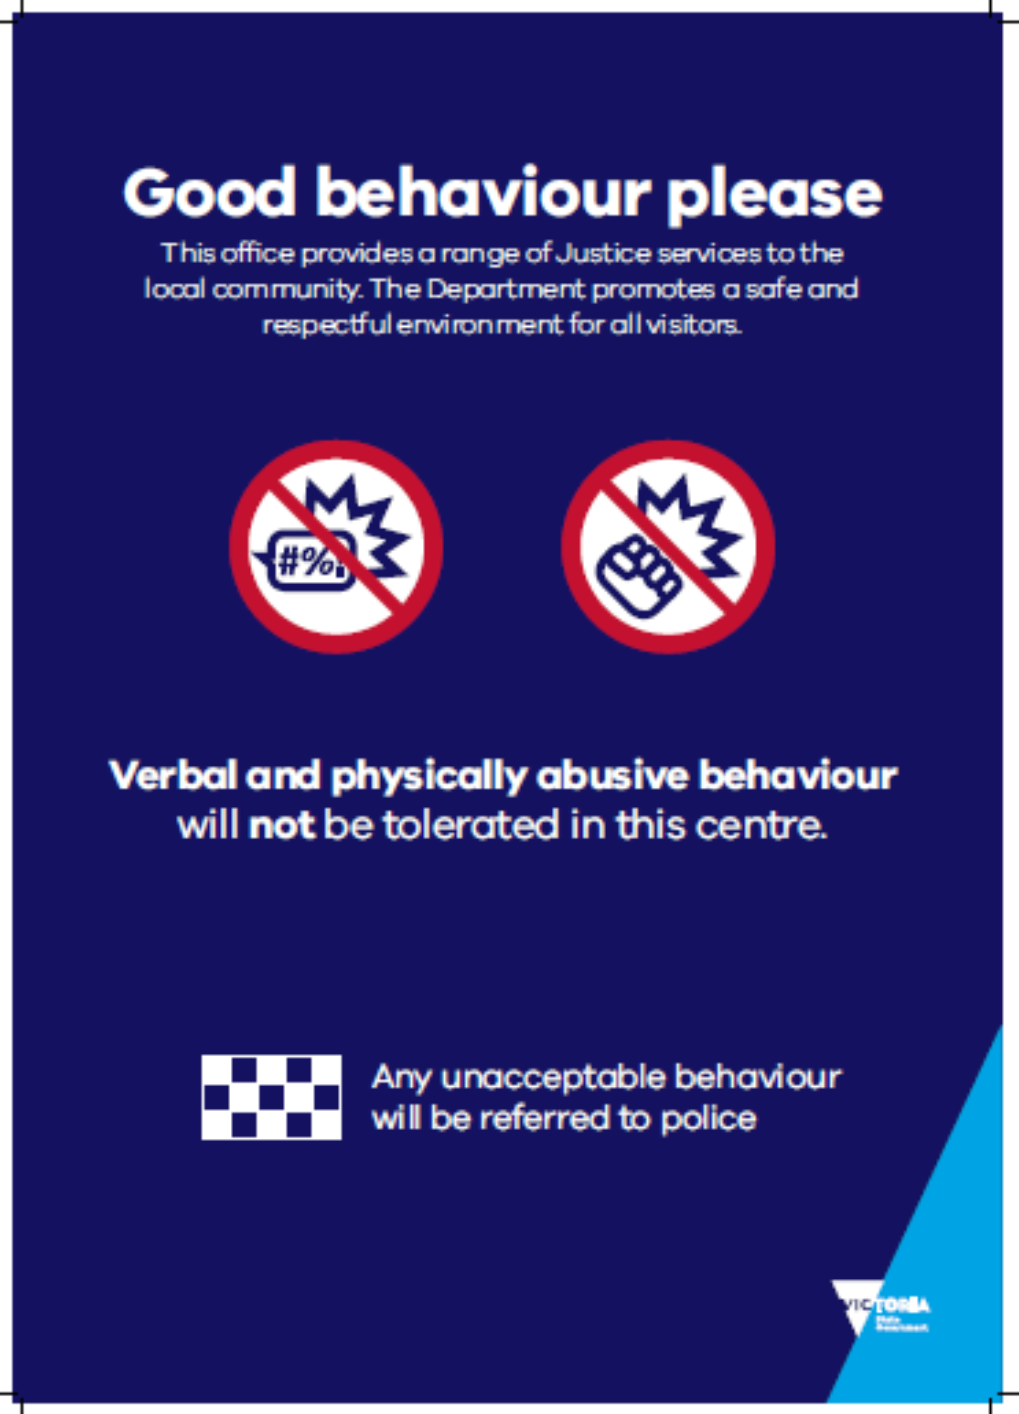 Good behaviour please
This office provides a range of Justice services to the
local community. The Department promotes a safe and
respectful environment for all visitors.
#%!
Verbal and physically abusive behaviour
will not be tolerated in this centre.
Any unacceptable behaviour
will be referred to police
VICTORIA
State
Government